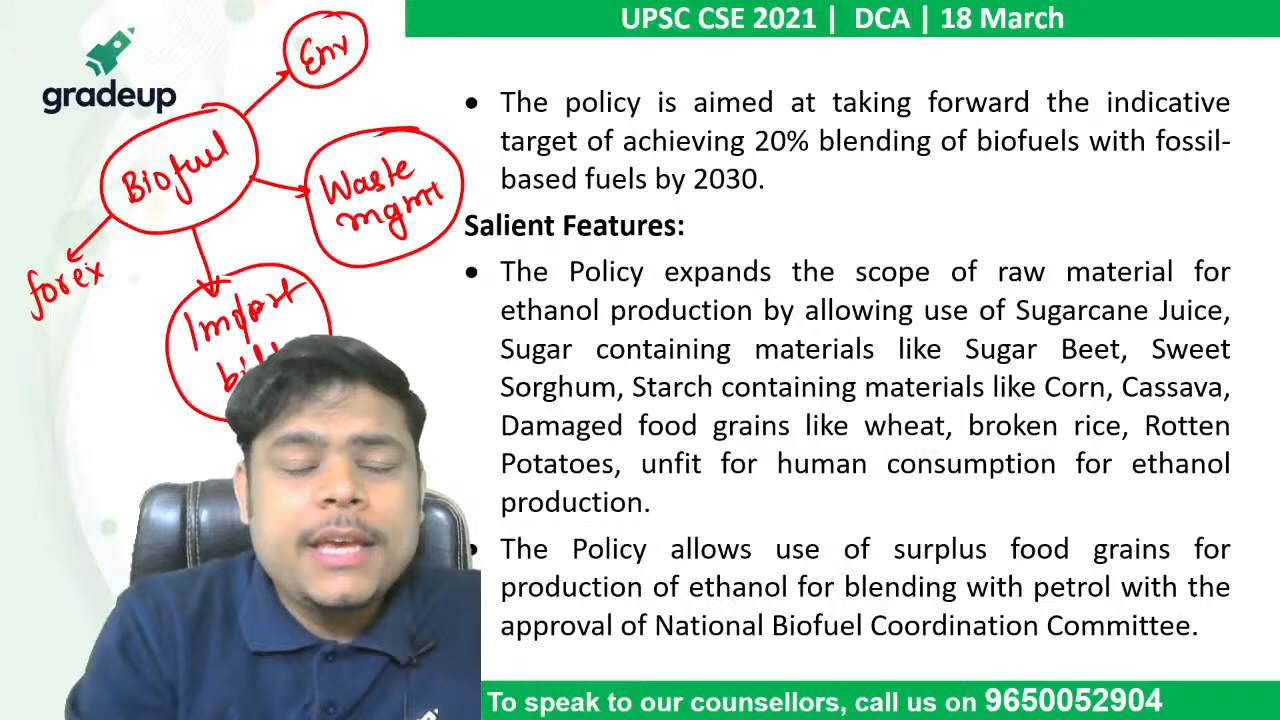 UPSC CSE 2021 | DCA | 18 March
gradeup
Env
Biofuel
Waste
mgmt
forex
Import
• The policy is aimed at taking forward the indicative
target of achieving 20% blending of biofuels with fossil-
based fuels by 2030.
Salient Features:
• The Policy expands the scope of raw material for
ethanol production by allowing use of Sugarcane Juice,
Sugar containing materials like Sugar Beet, Sweet
Sorghum, Starch containing materials like Corn, Cassava,
Damaged food grains like wheat, broken rice, Rotten
Potatoes, unfit for human consumption for ethanol
production.
• The Policy allows use of surplus food grains for
production of ethanol for blending with petrol with the
approval of National Biofuel Coordination Committee.
To speak to our counsellors, call us on 9650052904